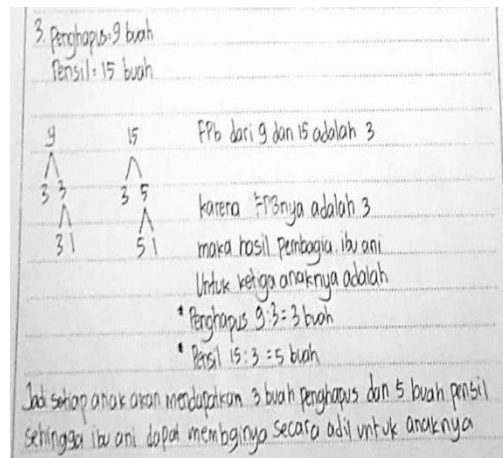 3. Penghapus: 9 buah
Pensil: 15 buah
9 15 FPb dari 9 dan 15 adalah 3
3 3 3 5
karena FPBnya adalah 3
3 1 5 1 maka hasil pembagia ibu ani
Untuk ketiga anaknya adalah
* Penghapus 9:3=3 buah
* Pensil 15:3=5 buah
Jadi setiap anak akan mendapatkan 3 buah penghapus dan 5 buah pensil
sehingga ibu ani dapat membginya secara adil untuk anaknya